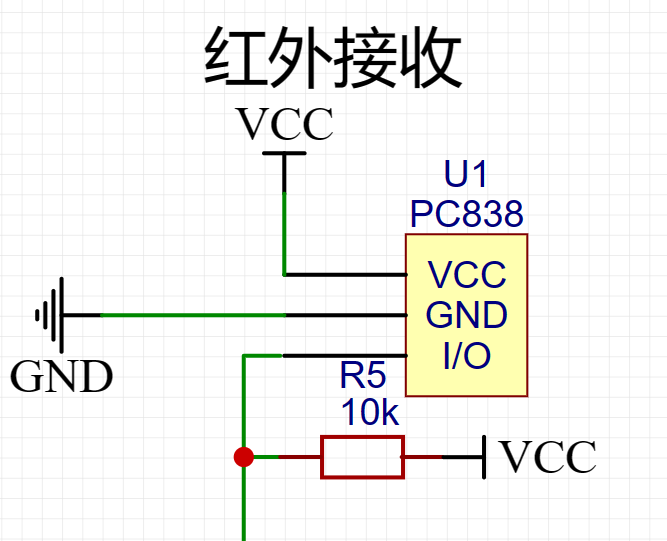 红外接收
VCC
U1
PC838
VCC
GND
I/O
GND
R5
10k
VCC